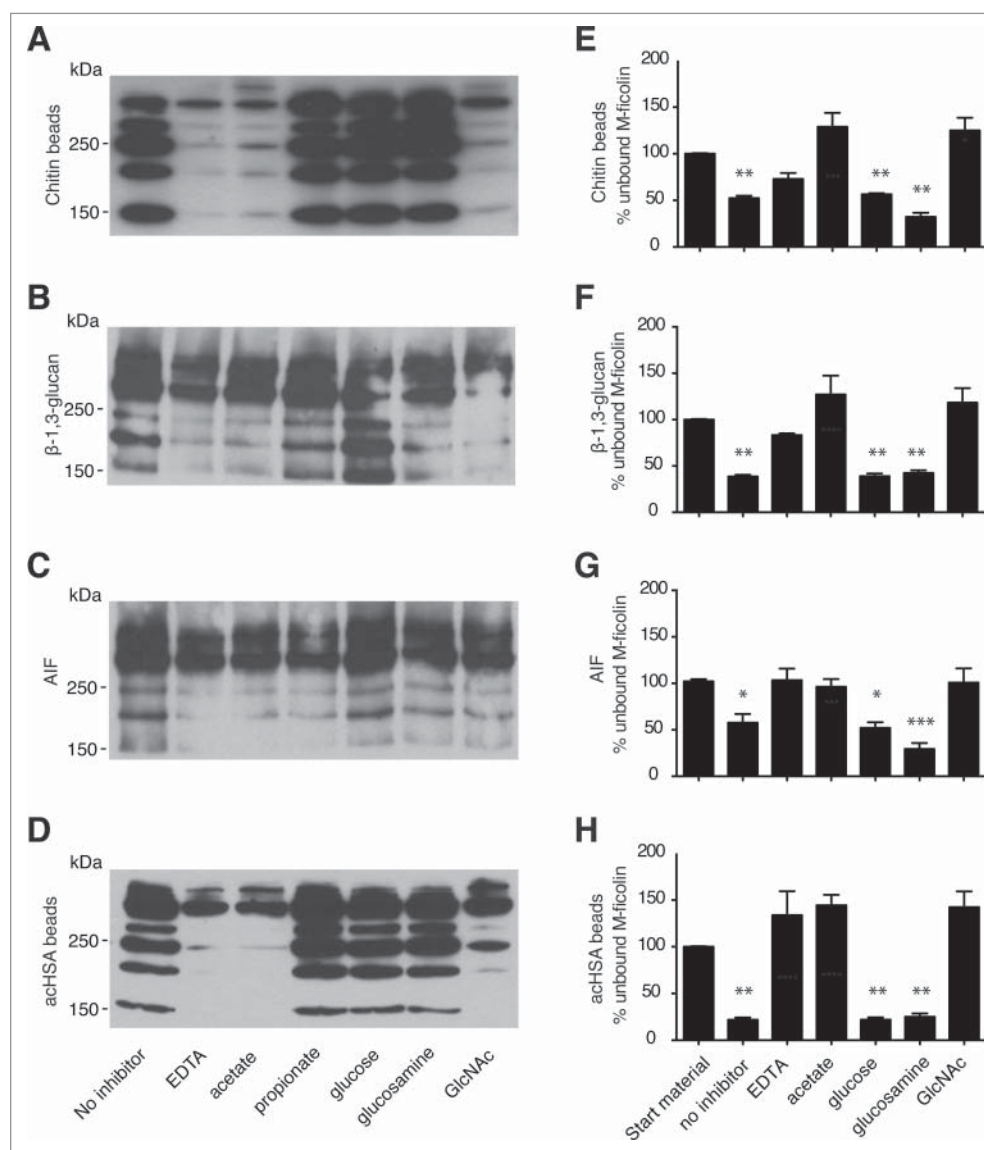 A
kDa
Chitin beads
250
150
B
kDa
β-1,3-glucan
250
150
C
kDa
AIF
250
150
D
kDa
acHSA beads
250
150
No inhibitor
EDTA
acetate
propionate
glucose
glucosamine
GlcNAc
E
Chitin beads
% unbound M-ficolin
200
150
100
50
0
**
**
**
F
β-1,3-glucan
% unbound M-ficolin
200
150
100
50
0
**
**
**
G
AIF
% unbound M-ficolin
200
150
100
50
0
*
*
***
H
acHSA beads
% unbound M-ficolin
200
150
100
50
0
**
**
**
Start material
no inhibitor
EDTA
acetate
glucose
glucosamine
GlcNAc